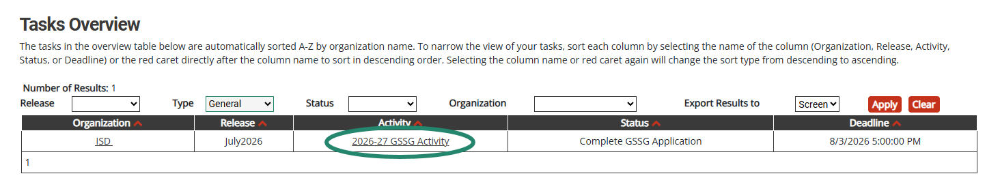 Tasks Overview
The tasks in the overview table below are automatically sorted A-Z by organization name. To narrow the view of your tasks, sort each column by selecting the name of the column (Organization, Release, Activity,
Status, or Deadline) or the red caret directly after the column name to sort in descending order. Selecting the column name or red caret again will change the sort type from descending to ascending.
Number of Results: 1
Release Type General Status Organization Export Results to Screen Apply Clear
Organization Release Activity Status Deadline
ISD July2026 2026-27 GSSG Activity Complete GSSG Application 8/3/2026 5:00:00 PM
1